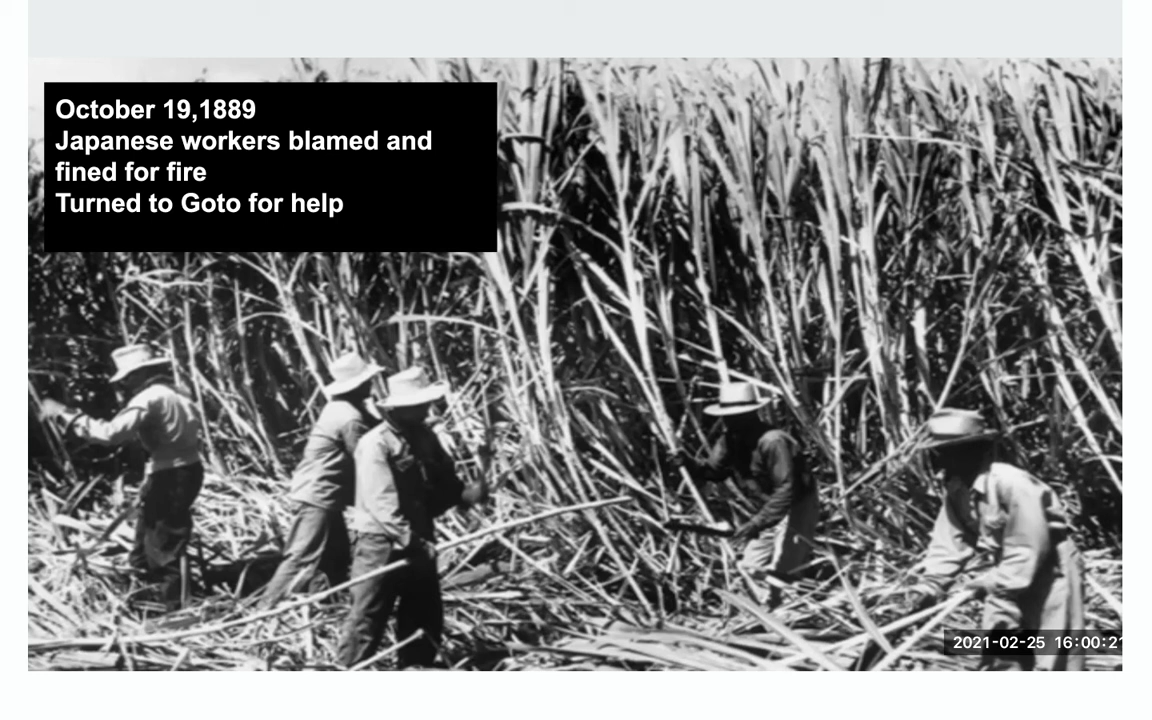 October 19,1889
Japanese workers blamed and
fined for fire
Turned to Goto for help
2021-02-25 16:00:21